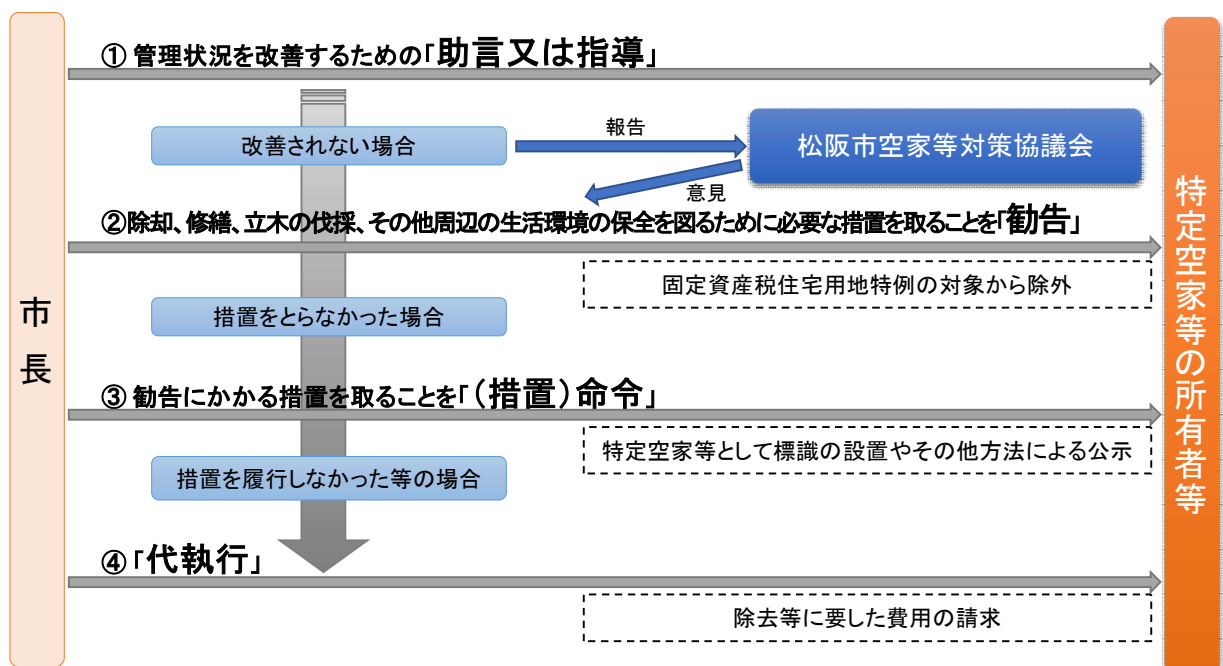 ①管理状況を改善するための「助言又は指導」
改善されない場合
報告
松阪市空家等対策協議会
意見
②除却、修繕、立木の伐採、その他周辺の生活環境の保全を図るために必要な措置を取ることを「勧告」
固定資産税住宅用地特例の対象から除外
措置をとらなかった場合
③勧告にかかる措置を取ることを「(措置)命令」
特定空家等として標識の設置やその他方法による公示
措置を履行しなかった等の場合
④「代執行」
除去等に要した費用の請求
市長
特定空家等の所有者等